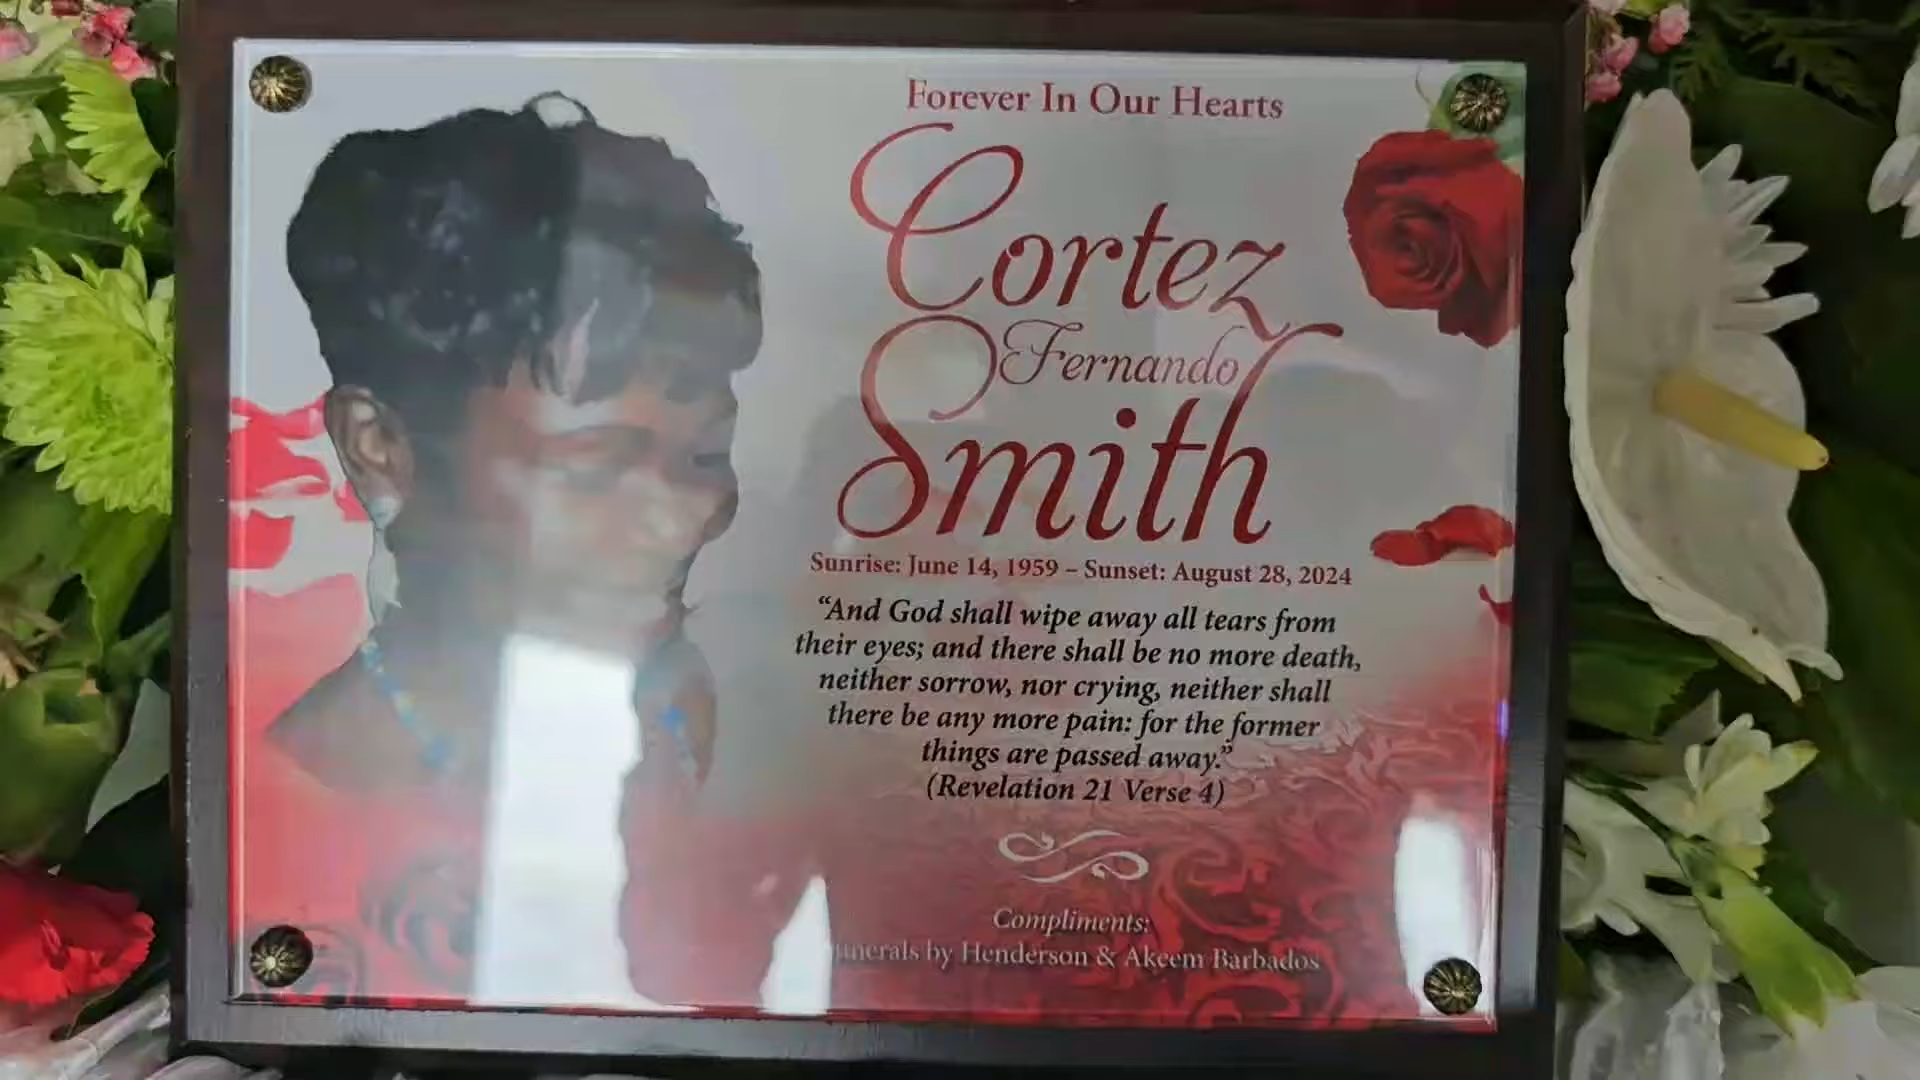 Forever In Our Hearts
Cortez
Fernando
Smith
Sunrise: June 14, 1959 – Sunset: August 28, 2024
“And God shall wipe away all tears from
their eyes; and there shall be no more death,
neither sorrow, nor crying, neither shall
there be any more pain: for the former
things are passed away.”
(Revelation 21 Verse 4)
Compliments:
by Henderson & Akeem Barbados